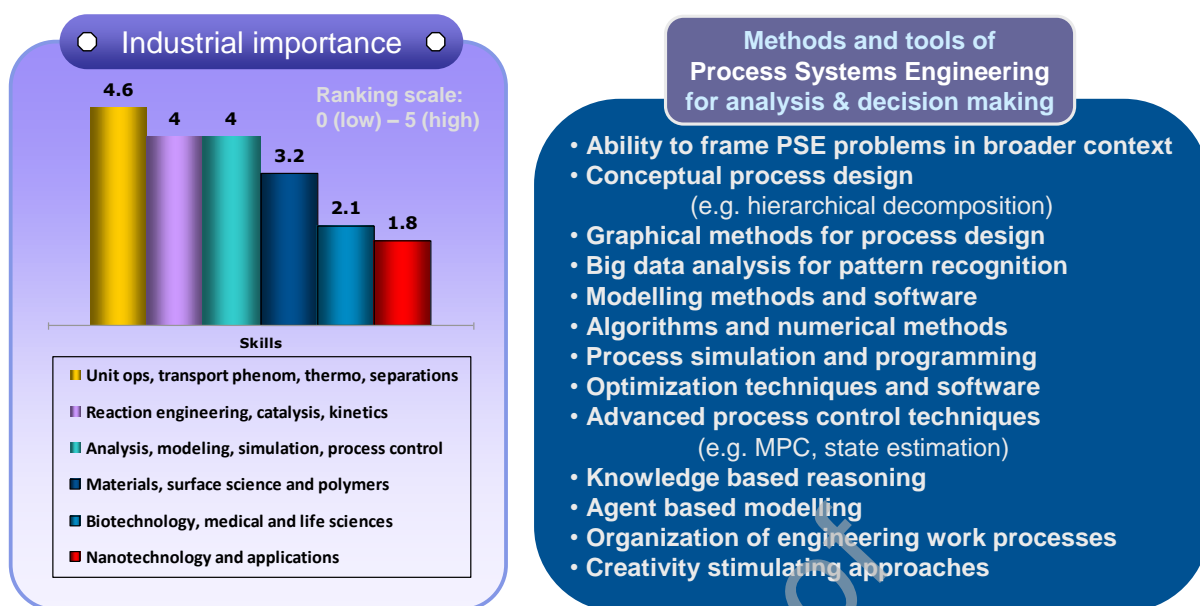 Industrial importance
Ranking scale:
0 (low) – 5 (high)
4.6
4
4
3.2
2.1
1.8
Skills
Unit ops, transport phenom, thermo, separations
Reaction engineering, catalysis, kinetics
Analysis, modeling, simulation, process control
Materials, surface science and polymers
Biotechnology, medical and life sciences
Nanotechnology and applications
Methods and tools of
Process Systems Engineering
for analysis & decision making
• Ability to frame PSE problems in broader context
• Conceptual process design
(e.g. hierarchical decomposition)
• Graphical methods for process design
• Big data analysis for pattern recognition
• Modelling methods and software
• Algorithms and numerical methods
• Process simulation and programming
• Optimization techniques and software
• Advanced process control techniques
(e.g. MPC, state estimation)
• Knowledge based reasoning
• Agent based modelling
• Organization of engineering work processes
• Creativity stimulating approaches